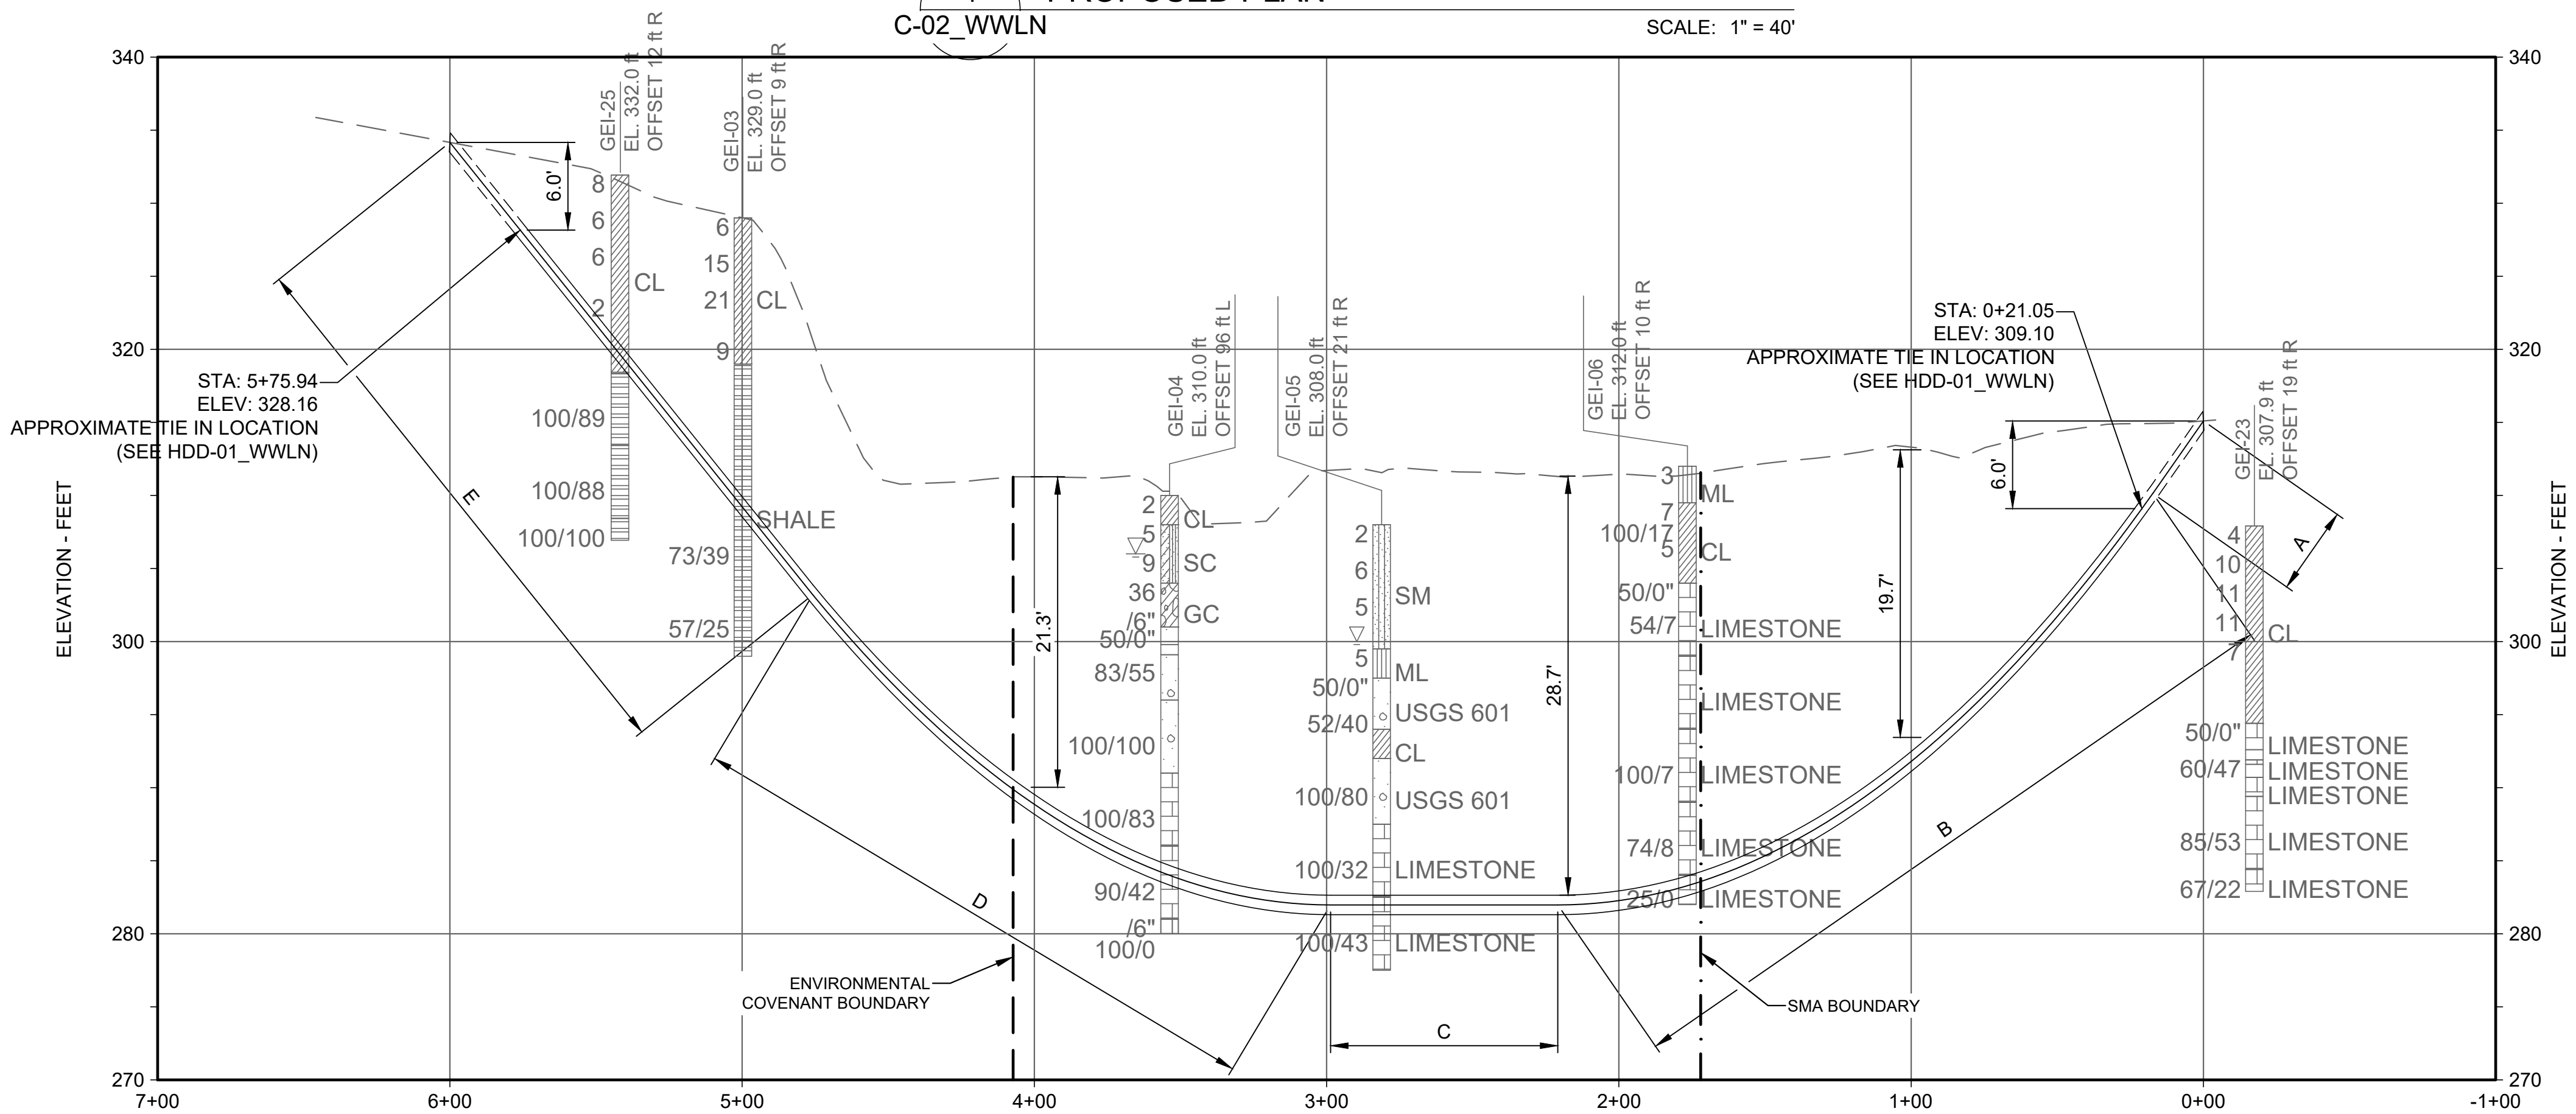 C-02_WWLN
SCALE: 1" = 40'
340
340
320
320
300
300
280
280
270
270
ELEVATION - FEET
ELEVATION - FEET
7+00
6+00
5+00
4+00
3+00
2+00
1+00
0+00
-1+00
GEI-25
EL. 332.0 ft
OFFSET 12 ft R
8
6
6
2
CL
100/89
100/88
100/100
6.0'
GEI-03
EL. 329.0 ft
OFFSET 9 ft R
6
15
21
CL
9
SHALE
73/39
57/25
STA: 5+75.94
ELEV: 328.16
APPROXIMATE TIE IN LOCATION
(SEE HDD-01_WWLN)
E
D
ENVIRONMENTAL
COVENANT BOUNDARY
21.3'
GEI-04
EL. 310.0 ft
OFFSET 96 ft L
2
CL
5
SC
9
36
GC
/6"
50/0"
83/55
100/100
100/83
90/42
/6"
100/0
GEI-05
EL. 308.0 ft
OFFSET 21 ft R
2
6
SM
5
5
ML
50/0"
USGS 601
52/40
CL
100/80
USGS 601
100/32
LIMESTONE
100/43
LIMESTONE
C
28.7'
GEI-06
EL. 312.0 ft
OFFSET 10 ft R
3
ML
7
100/17
5
CL
50/0"
54/7
LIMESTONE
LIMESTONE
100/7
LIMESTONE
74/8
LIMESTONE
25/0
LIMESTONE
SMA BOUNDARY
19.7'
B
STA: 0+21.05
ELEV: 309.10
APPROXIMATE TIE IN LOCATION
(SEE HDD-01_WWLN)
6.0'
A
GEI-23
EL. 307.9 ft
OFFSET 19 ft R
4
10
11
11
CL
7
50/0"
LIMESTONE
60/47
LIMESTONE
LIMESTONE
85/53
LIMESTONE
67/22
LIMESTONE